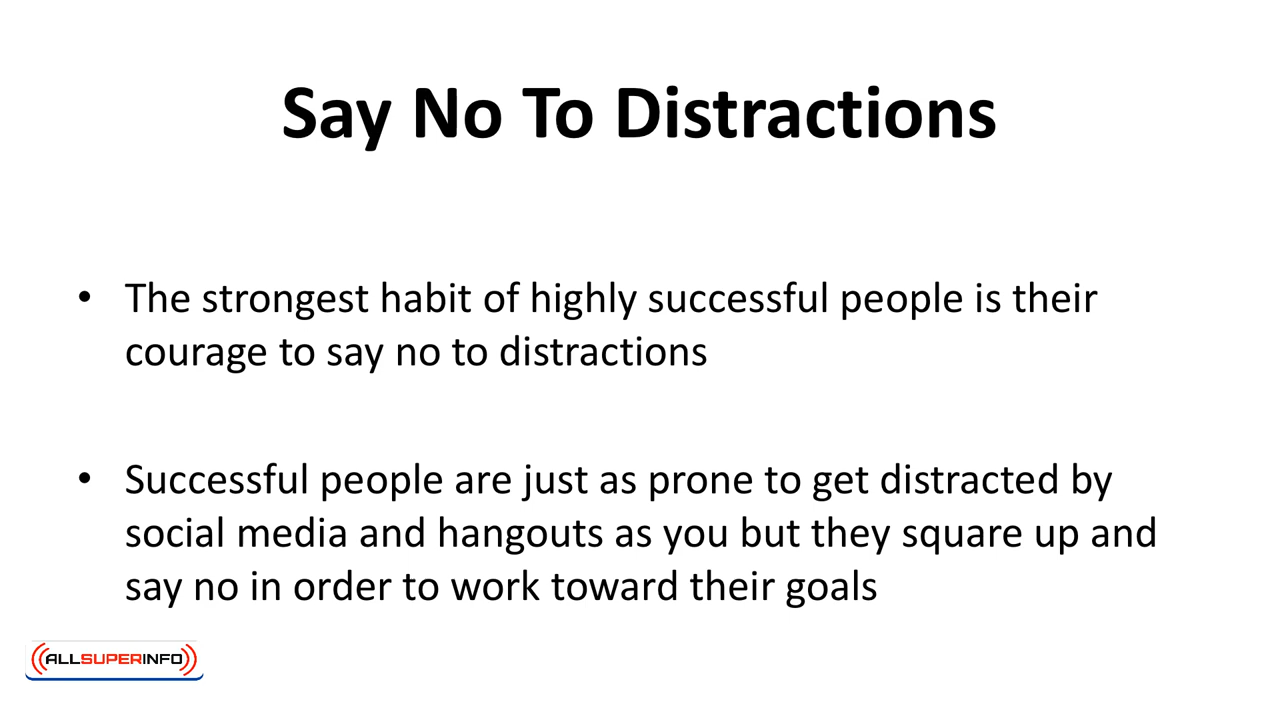 Say No To Distractions
• The strongest habit of highly successful people is their
courage to say no to distractions
• Successful people are just as prone to get distracted by
social media and hangouts as you but they square up and
say no in order to work toward their goals
ALLSUPERINFO